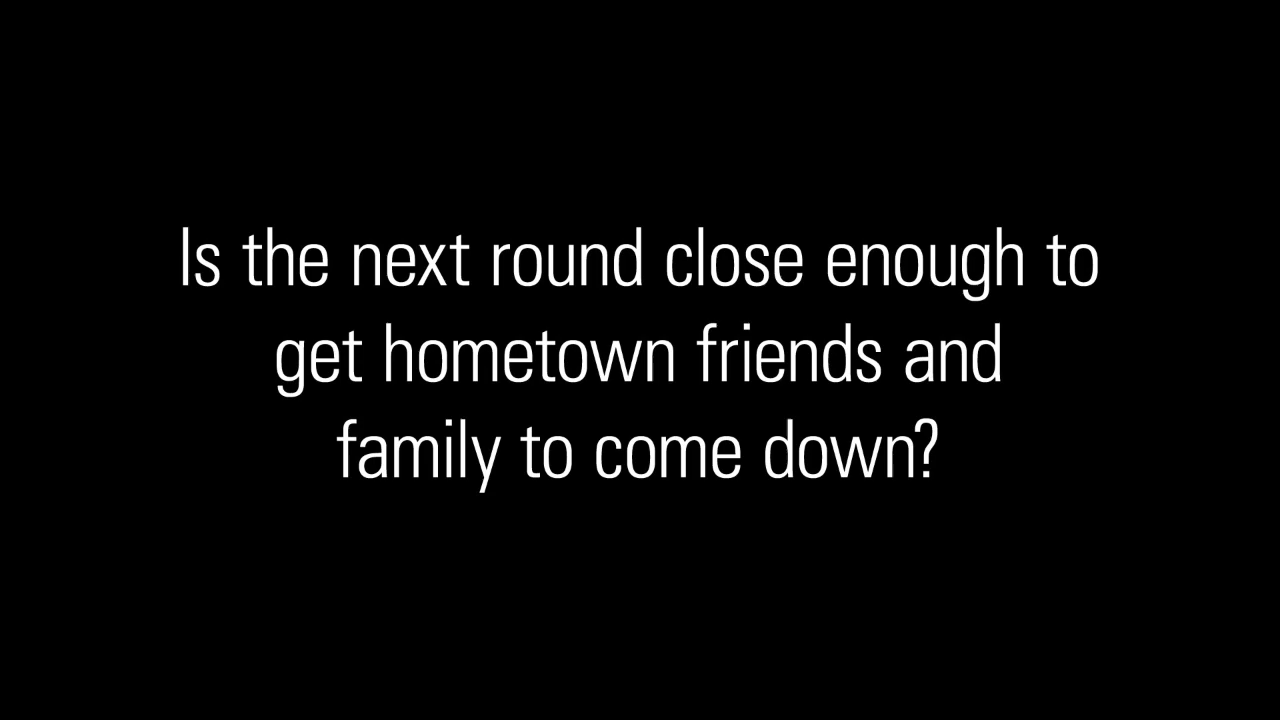 Is the next round close enough to
get hometown friends and
family to come down?